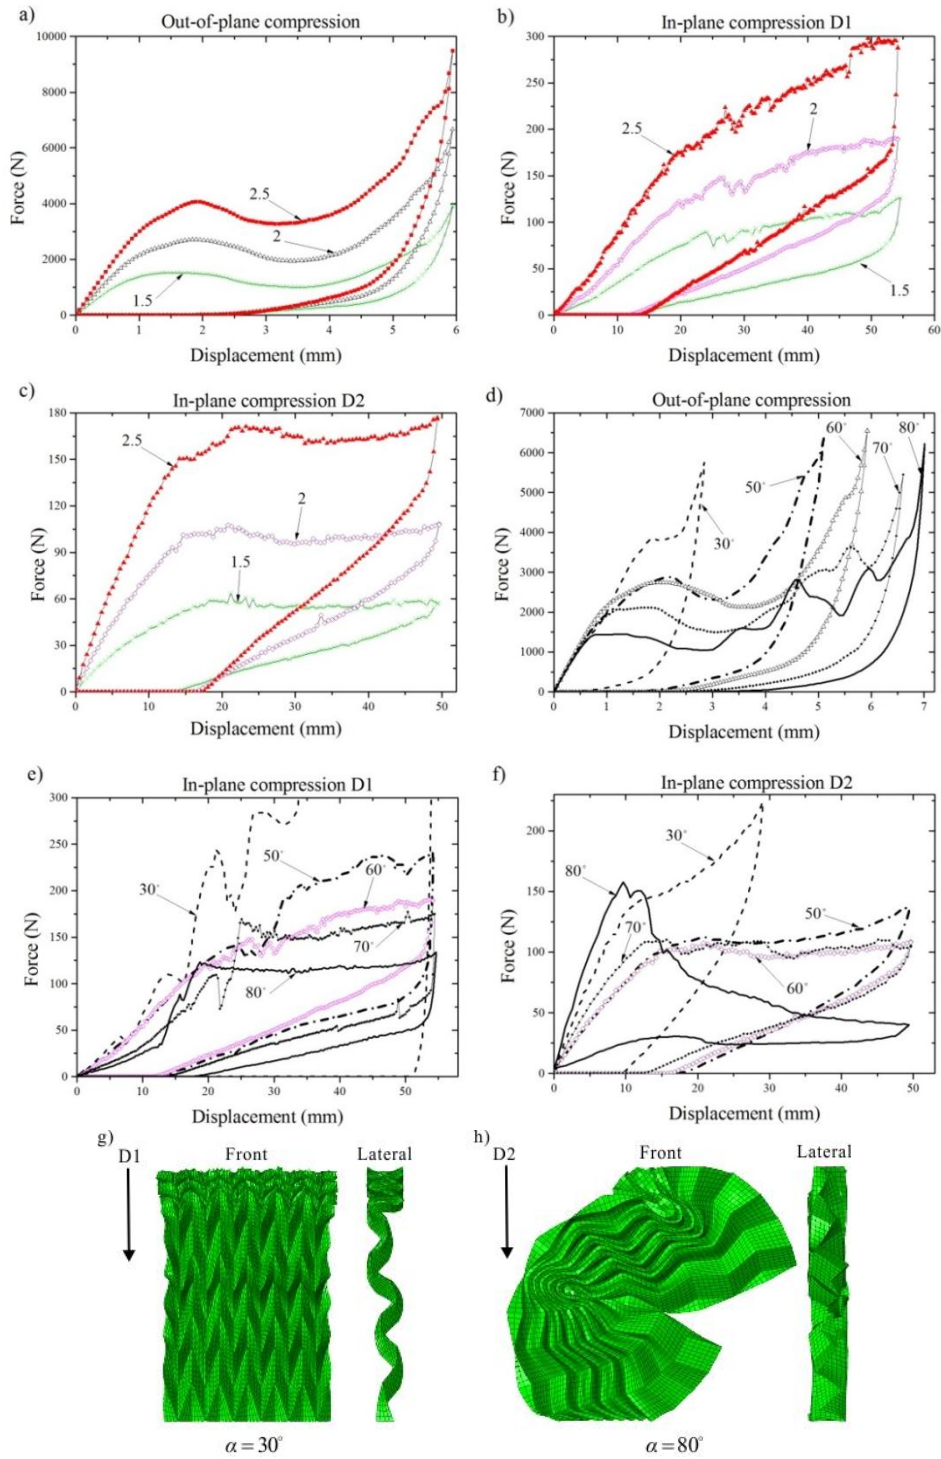 a)
Out-of-plane compression
10000
8000
6000
4000
2000
0
Force (N)
2.5
2
1.5
0 1 2 3 4 5 6
Displacement (mm)
b)
In-plane compression D1
300
250
200
150
100
50
0
Force (N)
2.5
2
1.5
0 10 20 30 40 50 60
Displacement (mm)
c)
In-plane compression D2
180
150
120
90
60
30
0
Force (N)
2.5
2
1.5
0 10 20 30 40 50
Displacement (mm)
d)
Out-of-plane compression
7000
6000
5000
4000
3000
2000
1000
0
Force (N)
30°
50°
60°
70°
80°
0 1 2 3 4 5 6 7
Displacement (mm)
e)
In-plane compression D1
300
250
200
150
100
50
0
Force (N)
30°
50°
60°
70°
80°
0 10 20 30 40 50
Displacement (mm)
f)
In-plane compression D2
200
150
100
50
0
Force (N)
80°
30°
70°
50°
60°
0 10 20 30 40 50
Displacement (mm)
g)
D1
Front
Lateral
α = 30°
h)
D2
Front
Lateral
α = 80°